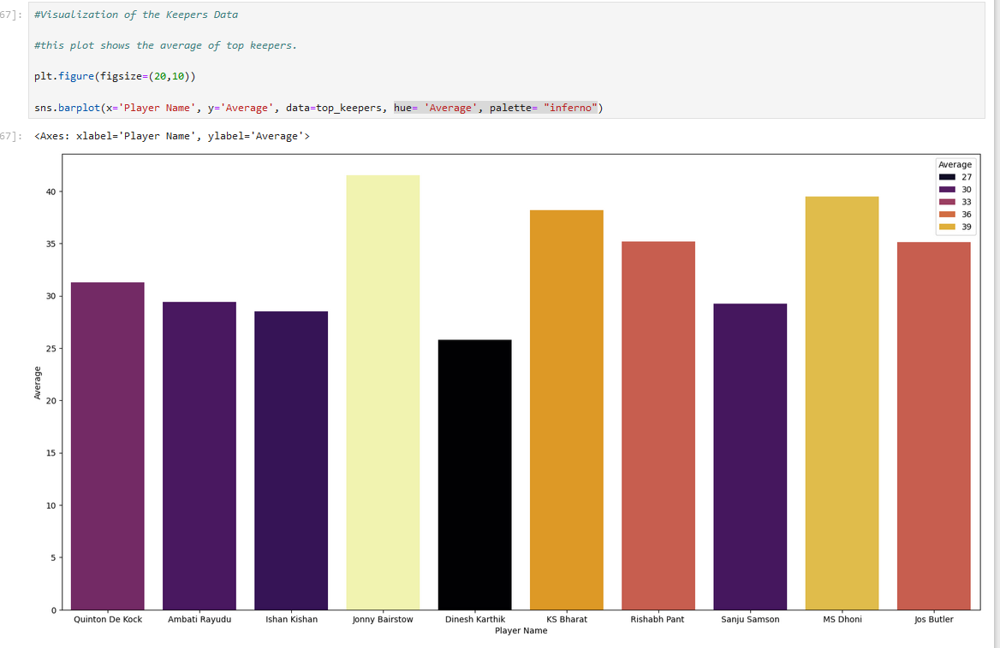 67]: #Visualization of the Keepers Data
#this plot shows the average of top keepers.
plt.figure(figsize=(20,10))
sns.barplot(x='Player Name', y='Average', data=top_keepers, hue= 'Average', palette= "inferno")
67]: <Axes: xlabel='Player Name', ylabel='Average'>
Average
27
30
33
36
39
40
35
30
25
20
15
10
5
0
Average
Quinton De Kock Ambati Rayudu Ishan Kishan Jonny Bairstow Dinesh Karthik KS Bharat Rishabh Pant Sanju Samson MS Dhoni Jos Butler
Player Name